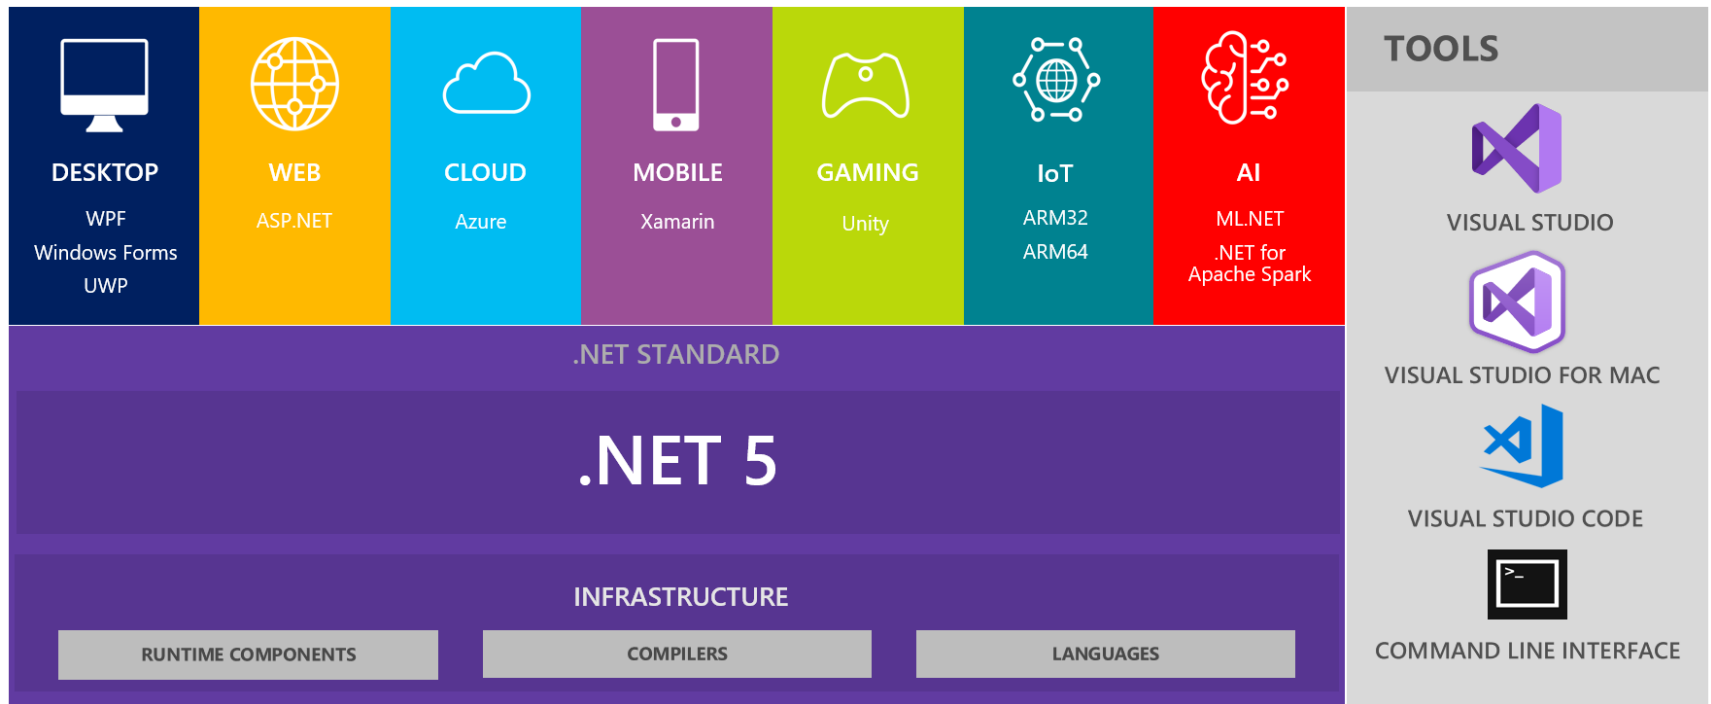 DESKTOP
WPF
Windows Forms
UWP
WEB
ASP.NET
CLOUD
Azure
MOBILE
Xamarin
GAMING
Unity
IoT
ARM32
ARM64
AI
ML.NET
.NET for
Apache Spark
.NET STANDARD
.NET 5
INFRASTRUCTURE
RUNTIME COMPONENTS
COMPILERS
LANGUAGES
TOOLS
VISUAL STUDIO
VISUAL STUDIO FOR MAC
VISUAL STUDIO CODE
>_
COMMAND LINE INTERFACE